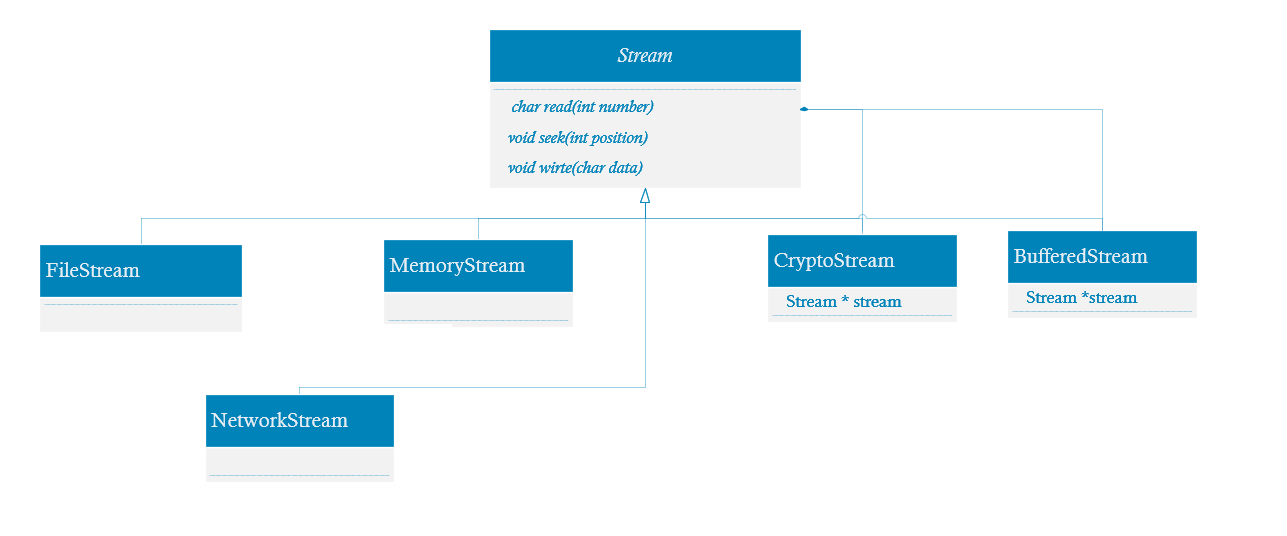 Stream
char read(int number)
void seek(int position)
void wirte(char data)
FileStream
MemoryStream
CryptoStream
Stream * stream
BufferedStream
Stream *stream
NetworkStream